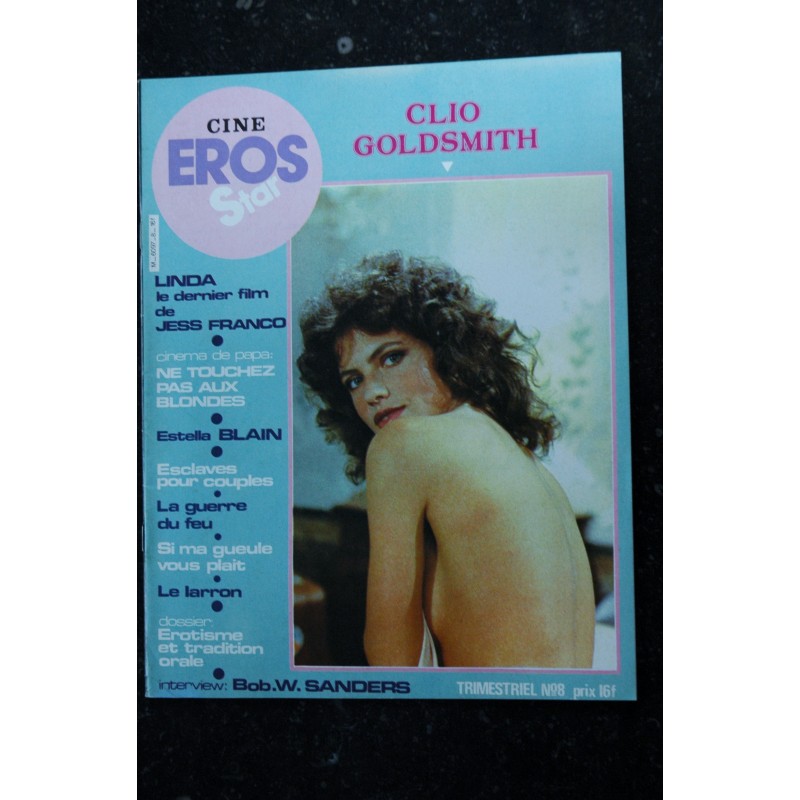 CINE
EROS
Star
CLIO
GOLDSMITH
LINDA
le dernier film
de
JESS FRANCO
cinema de papa:
NE TOUCHEZ
PAS AUX
BLONDES
Estella BLAIN
Esclaves
pour couples
La guerre
du feu
Si ma gueule
vous plait
Le larron
dossier:
Erotisme
et tradition
orale
interview: Bob.W. SANDERS
TRIMESTRIEL Nº8 prix 16f